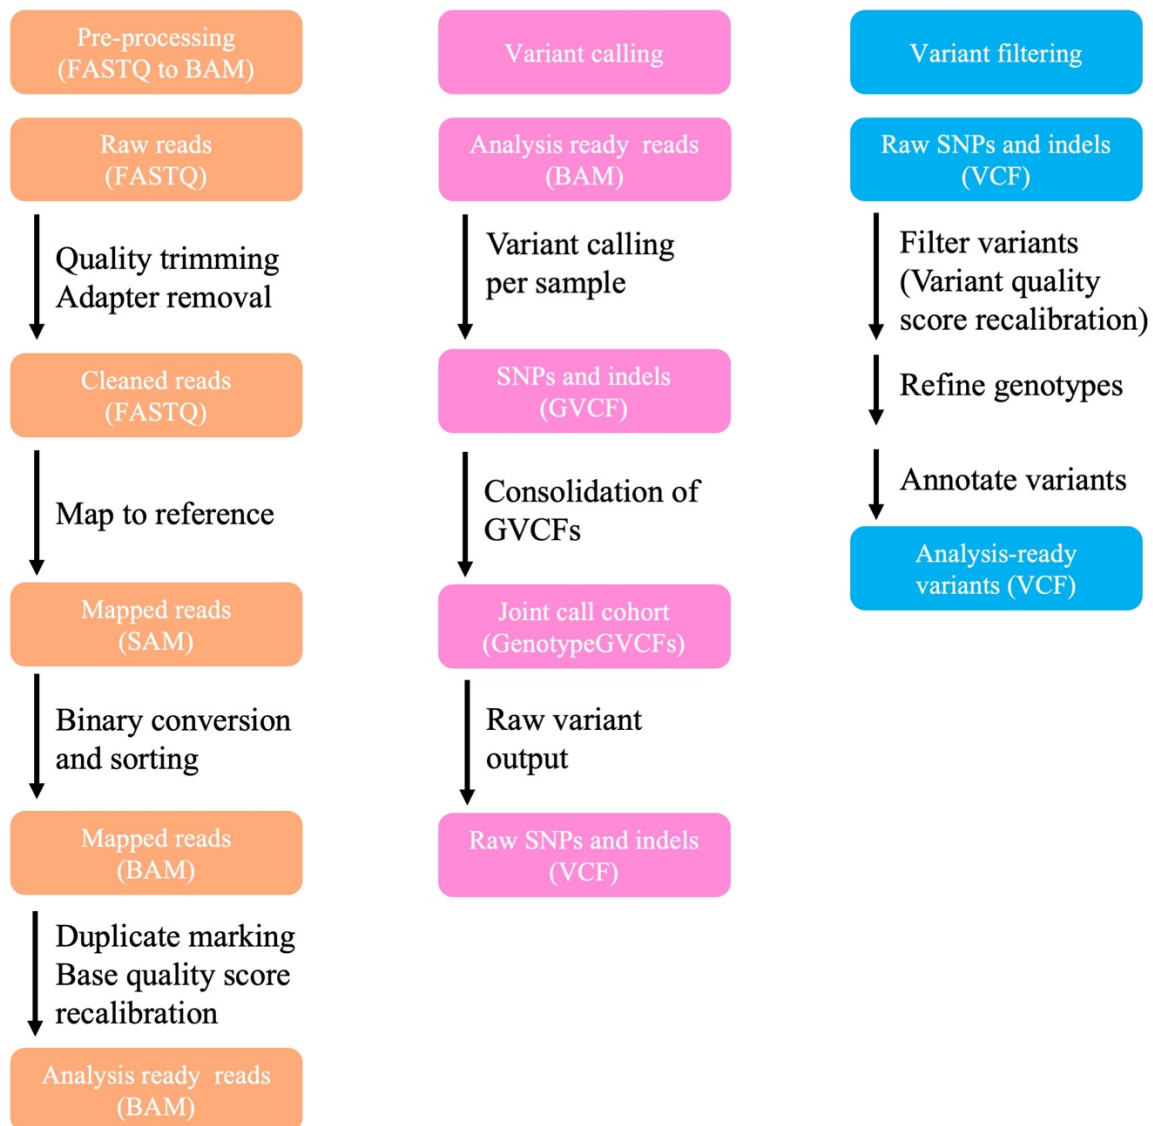 Pre-processing
(FASTQ to BAM)
Raw reads
(FASTQ)
Quality trimming
Adapter removal
Cleaned reads
(FASTQ)
Map to reference
Mapped reads
(SAM)
Binary conversion
and sorting
Mapped reads
(BAM)
Duplicate marking
Base quality score
recalibration
Analysis ready reads
(BAM)
Variant calling
Analysis ready reads
(BAM)
Variant calling
per sample
SNPs and indels
(GVCF)
Consolidation of
GVCFs
Joint call cohort
(GenotypeGVCFs)
Raw variant
output
Raw SNPs and indels
(VCF)
Variant filtering
Raw SNPs and indels
(VCF)
Filter variants
(Variant quality
score recalibration)
Refine genotypes
Annotate variants
Analysis-ready
variants (VCF)